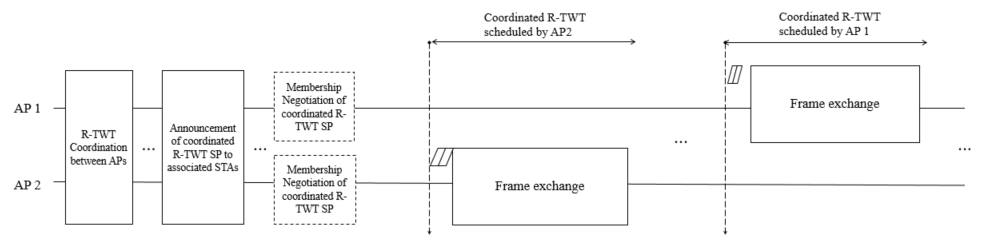 Coordinated R-TWT
scheduled by AP2
Coordinated R-TWT
scheduled by AP 1
AP 1
AP 2
R-TWT
Coordination
between APs
...
Announcement
of coordinated
R-TWT SP to
associated STAs
...
Membership
Negotiation of
coordinated R-
TWT SP
Membership
Negotiation of
coordinated R-
TWT SP
Frame exchange
...
Frame exchange
...